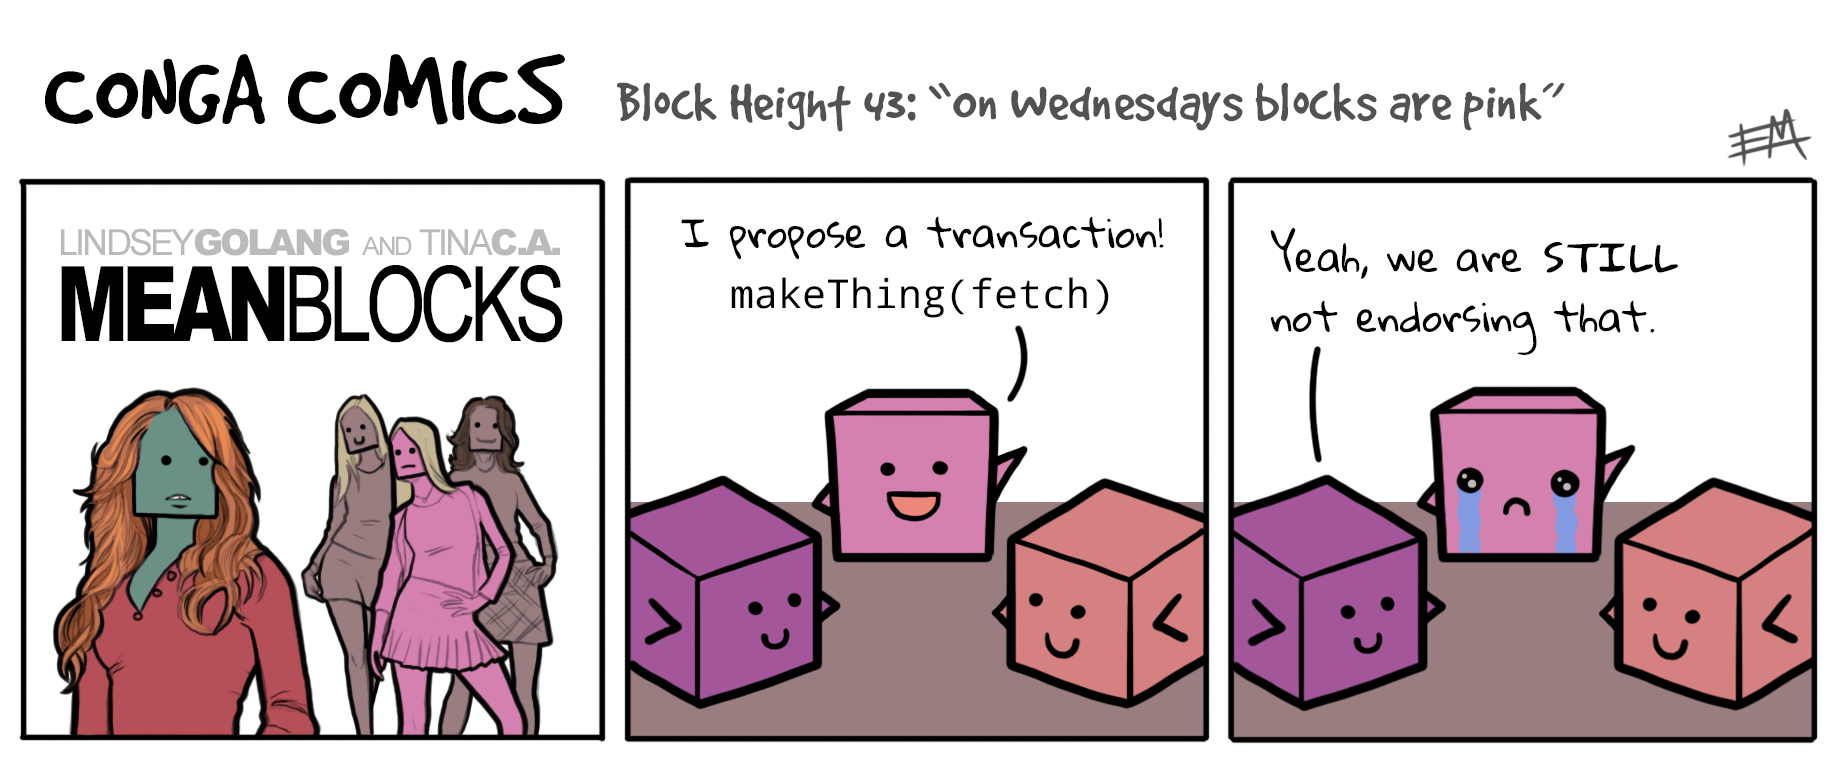 CONGA COMICS
Block Height 43: "On Wednesdays blocks are pink"
EM
LINDSEYGOLANG AND TINAC.A.
MEANBLOCKS
I propose a transaction!
makeThing(fetch)
Yeah, we are STILL
not endorsing that.